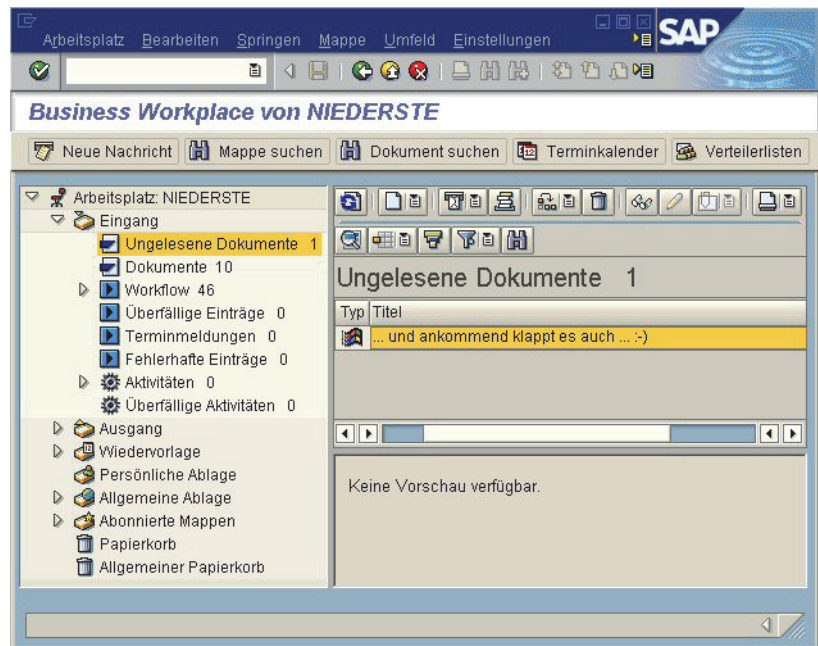 Arbeitsplatz Bearbeiten Springen Mappe Umfeld Einstellungen
SAP
Business Workplace von NIEDERSTE
Neue Nachricht Mappe suchen Dokument suchen Terminkalender Verteilerlisten
Arbeitsplatz: NIEDERSTE
Eingang
Ungelesene Dokumente 1
Dokumente 10
Workflow 46
Überfällige Einträge 0
Terminmeldungen 0
Fehlerhafte Einträge 0
Aktivitäten 0
Überfällige Aktivitäten 0
Ausgang
Wiedervorlage
Persönliche Ablage
Allgemeine Ablage
Abonnierte Mappen
Papierkorb
Allgemeiner Papierkorb
Ungelesene Dokumente 1
Typ Titel
... und ankommend klappt es auch ... :-)
Keine Vorschau verfügbar.